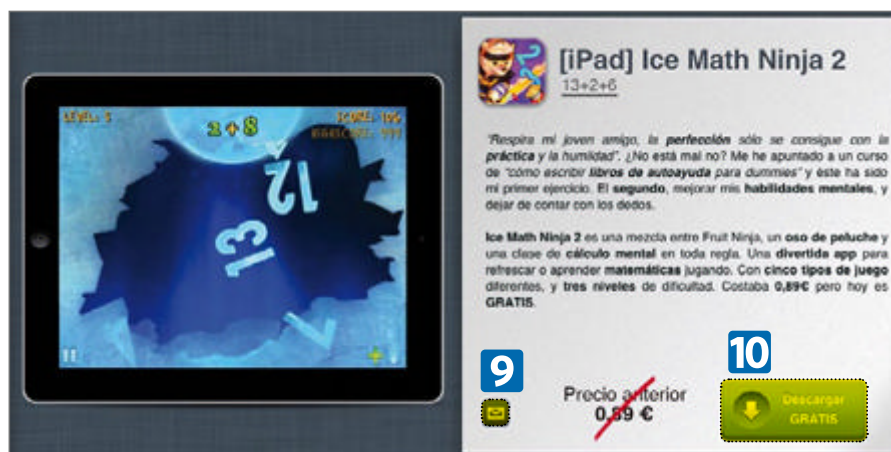 LEVEL: 5
SCORE: 106
2 + 8
HIGHSCORE: 999
12
13
[iPad] Ice Math Ninja 2
13+2+6
"Respira mi joven amigo, la perfección sólo se consigue con la
práctica y la humildad". ¿No está mal no? Me he apuntado a un curso
de "cómo escribir libros de autoayuda para dummies" y éste ha sido
mi primer ejercicio. El segundo, mejorar mis habilidades mentales, y
dejar de contar con los dedos.
Ice Math Ninja 2 es una mezcla entre Fruit Ninja, un oso de peluche y
una clase de cálculo mental en toda regla. Una divertida app para
refrescar o aprender matemáticas jugando. Con cinco tipos de juego
diferentes, y tres niveles de dificultad. Costaba 0,89€ pero hoy es
GRATIS.
9
10
Precio anterior
0,89 €
Descargar
GRATIS